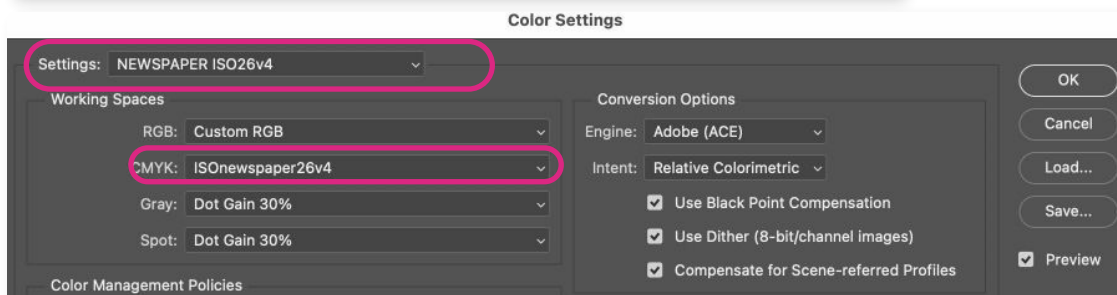 Color Settings
Settings: NEWSPAPER ISO26v4
Working Spaces
RGB: Custom RGB
CMYK: ISOnewspaper26v4
Gray: Dot Gain 30%
Spot: Dot Gain 30%
Color Management Policies
Conversion Options
Engine: Adobe (ACE)
Intent: Relative Colorimetric
Use Black Point Compensation
Use Dither (8-bit/channel images)
Compensate for Scene-referred Profiles
OK
Cancel
Load...
Save...
Preview